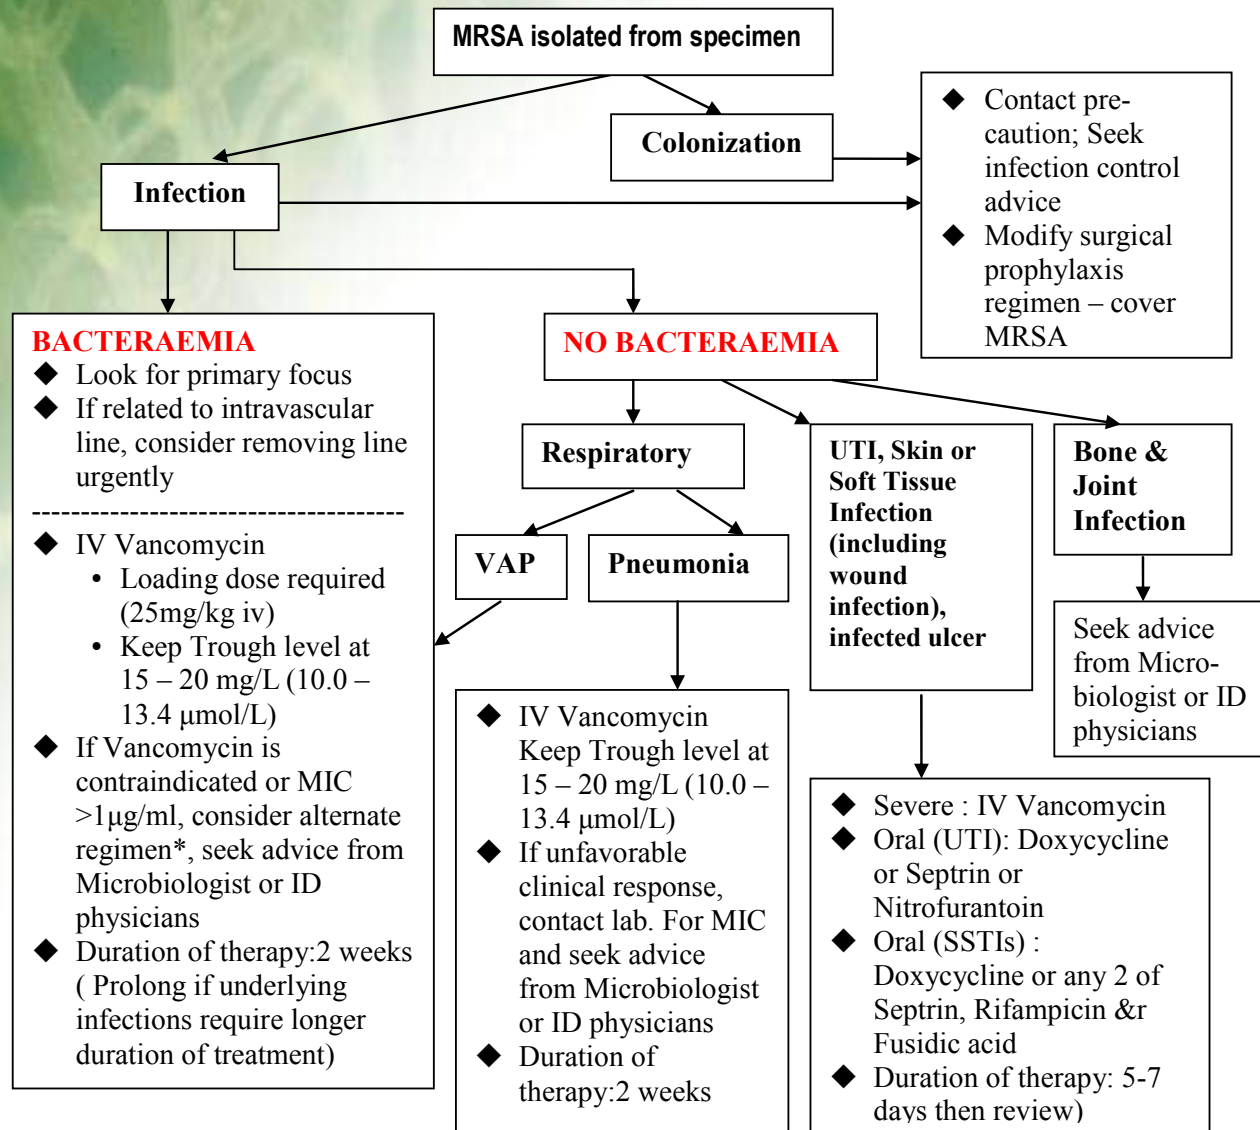 MRSA isolated from specimen
Colonization
Infection
◆ Contact pre-
caution; Seek
infection control
advice
◆ Modify surgical
prophylaxis
regimen – cover
MRSA
BACTERAEMIA
◆ Look for primary focus
◆ If related to intravascular
line, consider removing line
urgently
-----------------------------------
◆ IV Vancomycin
• Loading dose required
(25mg/kg iv)
• Keep Trough level at
15 – 20 mg/L (10.0 –
13.4 μmol/L)
◆ If Vancomycin is
contraindicated or MIC
>1μg/ml, consider alternate
regimen*, seek advice from
Microbiologist or ID
physicians
◆ Duration of therapy:2 weeks
( Prolong if underlying
infections require longer
duration of treatment)
NO BACTERAEMIA
Respiratory
VAP
Pneumonia
◆ IV Vancomycin
Keep Trough level at
15 – 20 mg/L (10.0 –
13.4 μmol/L)
◆ If unfavorable
clinical response,
contact lab. For MIC
and seek advice
from Microbiologist
or ID physicians
◆ Duration of
therapy:2 weeks
UTI, Skin or
Soft Tissue
Infection
(including
wound
infection),
infected ulcer
◆ Severe : IV Vancomycin
◆ Oral (UTI): Doxycycline
or Septrin or
Nitrofurantoin
◆ Oral (SSTIs) :
Doxycycline or any 2 of
Septrin, Rifampicin &r
Fusidic acid
◆ Duration of therapy: 5-7
days then review)
Bone &
Joint
Infection
Seek advice
from Micro-
biologist or ID
physicians